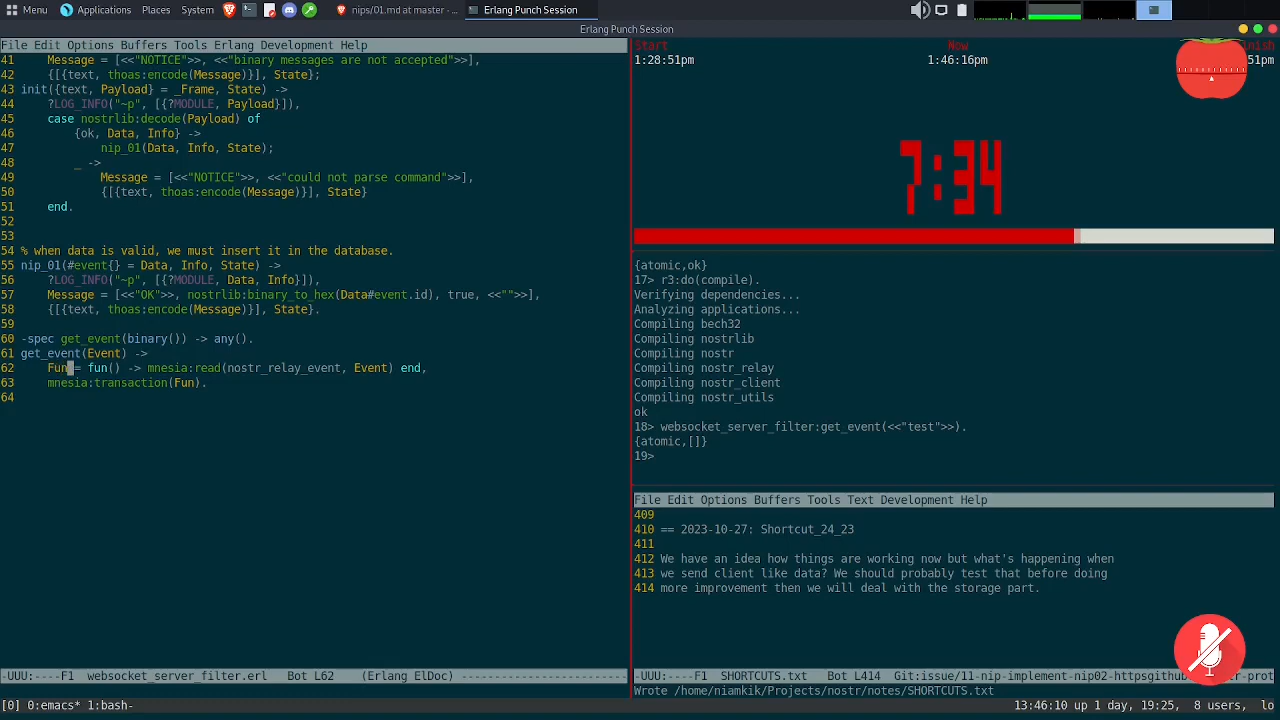 Menu Applications Places System nips/01.md at master - ... Erlang Punch Session
Erlang Punch Session
File Edit Options Buffers Tools Erlang Development Help
41     Message = [<<"NOTICE">>, <<"binary messages are not accepted">>],
42     {[{text, thoas:encode(Message)}], State};
43 init({text, Payload} = _Frame, State) ->
44     ?LOG_INFO("~p", [{?MODULE, Payload}]),
45     case nostrlib:decode(Payload) of
46         {ok, Data, Info} ->
47             nip_01(Data, Info, State);
48         _ ->
49             Message = [<<"NOTICE">>, <<"could not parse command">>],
50             {[{text, thoas:encode(Message)}], State}
51     end.
52
53
54 % when data is valid, we must insert it in the database.
55 nip_01(#event{} = Data, Info, State) ->
56     ?LOG_INFO("~p", [{?MODULE, Data, Info}]),
57     Message = [<<"OK">>, nostrlib:binary_to_hex(Data#event.id), true, <<"">>],
58     {[{text, thoas:encode(Message)}], State}.
59
60 -spec get_event(binary()) -> any().
61 get_event(Event) ->
62     Fun = fun() -> mnesia:read(nostr_relay_event, Event) end,
63     mnesia:transaction(Fun).
64
-UUU:----F1  websocket_server_filter.erl   Bot L62    (Erlang ElDoc) -------------------------
Start Now
1:28:51pm 1:46:16pm 51pm
7:34
{atomic,ok}
17> r3:do(compile).
Verifying dependencies...
Analyzing applications...
Compiling bech32
Compiling nostrlib
Compiling nostr
Compiling nostr_relay
Compiling nostr_client
Compiling nostr_utils
ok
18> websocket_server_filter:get_event(<<"test">>).
{atomic,[]}
19>
File Edit Options Buffers Tools Text Development Help
409
410 == 2023-10-27: Shortcut_24_23
411
412 We have an idea how things are working now but what's happening when
413 we send client like data? We should probably test that before doing
414 more improvement then we will deal with the storage part.
-UUU:----F1  SHORTCUTS.txt   Bot L414   Git:issue/11-nip-implement-nip02-httpsgithub
Wrote /home/niamkik/Projects/nostr/notes/SHORTCUTS.txt
[0] 0:emacs* 1:bash- 13:46:10 up 1 day, 19:25,  8 users,  lo